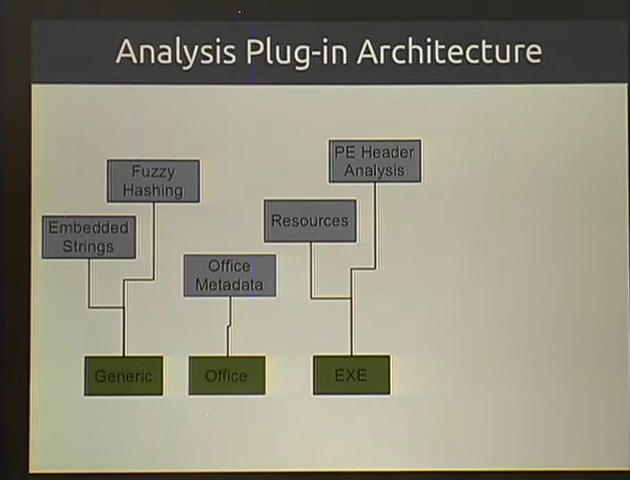 Analysis Plug-in Architecture
PE Header
Analysis
Fuzzy
Hashing
Resources
Embedded
Strings
Office
Metadata
Generic
Office
EXE